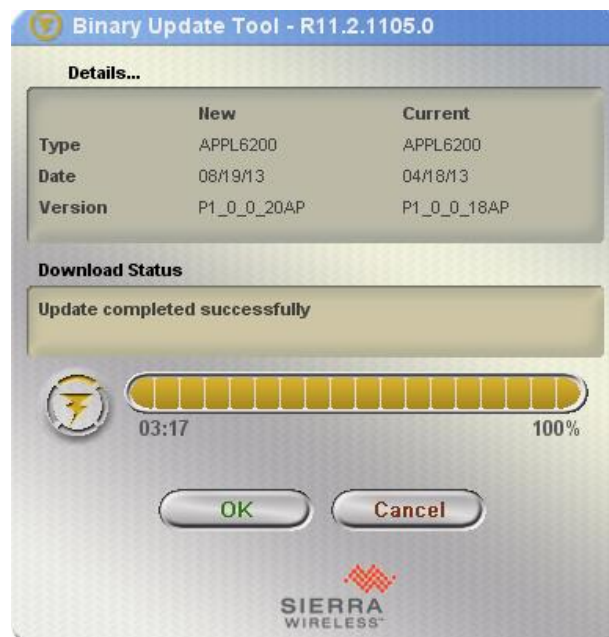 Binary Update Tool - R11.2.1105.0
Details...
New Current
Type APPL6200 APPL6200
Date 08/19/13 04/18/13
Version P1_0_0_20AP P1_0_0_18AP
Download Status
Update completed successfully
03:17 100%
OK Cancel
SIERRA
WIRELESS™